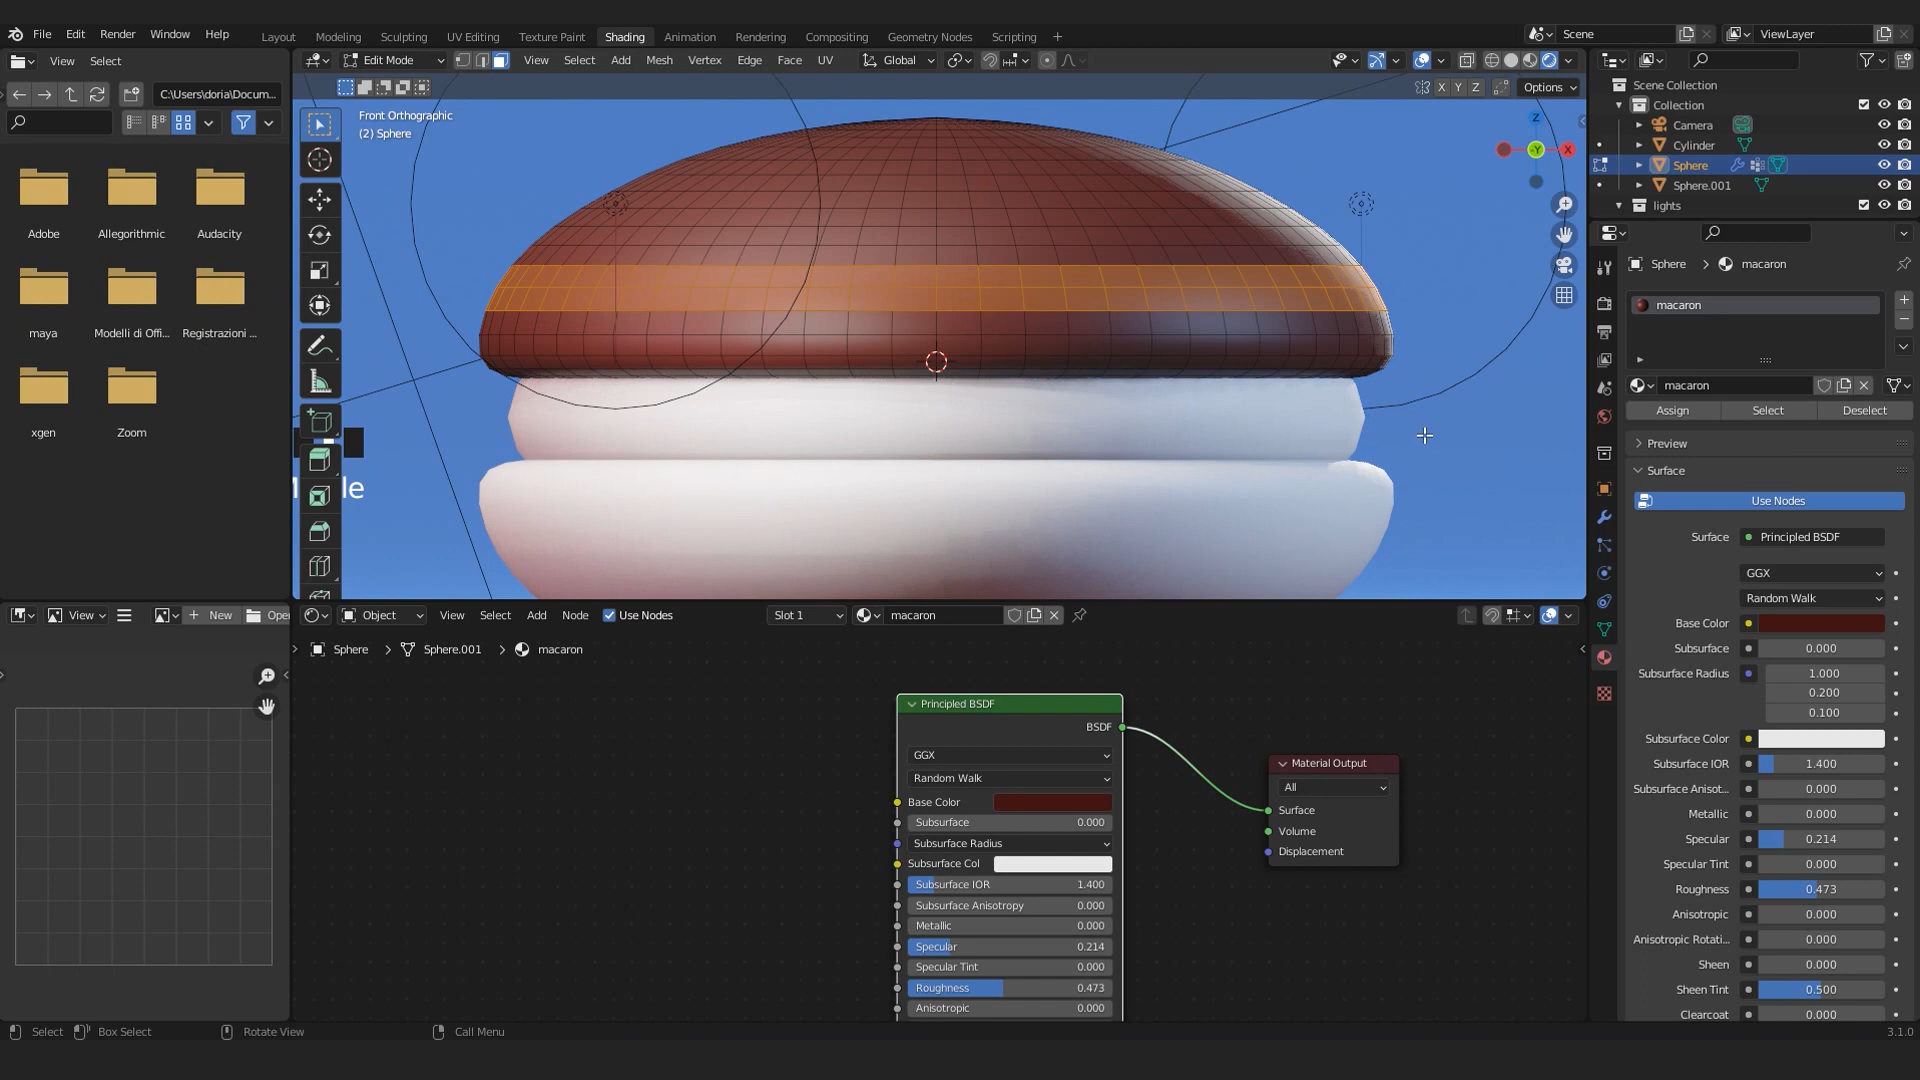 File Edit Render Window Help
Layout Modeling Sculpting UV Editing Texture Paint Shading Animation Rendering Compositing Geometry Nodes Scripting +
Scene
ViewLayer
View Select
Edit Mode
View Select Add Mesh Vertex Edge Face UV
Global
C:\Users\doria\Docum...
X Y Z
Options
Front Orthographic
(2) Sphere
Z
-Y
X
Adobe
Allegorithmic
Audacity
maya
Modelli di Offi...
Registrazioni ...
xgen
Zoom
Scene Collection
Collection
Camera
Cylinder
Sphere
Sphere.001
lights
Sphere > macaron
macaron
macaron
Assign
Select
Deselect
Preview
Surface
Use Nodes
Surface
Principled BSDF
GGX
Random Walk
Base Color
Subsurface 0.000
Subsurface Radius 1.000
0.200
0.100
Subsurface Color
Subsurface IOR 1.400
Subsurface Anisot... 0.000
Metallic 0.000
Specular 0.214
Specular Tint 0.000
Roughness 0.473
Anisotropic 0.000
Anisotropic Rotati... 0.000
Sheen 0.000
Sheen Tint 0.500
Clearcoat 0.000
View
New
Ope
Object
View Select Add Node
Use Nodes
Slot 1
macaron
Sphere > Sphere.001 > macaron
Principled BSDF
BSDF
GGX
Random Walk
Base Color
Subsurface 0.000
Subsurface Radius
Subsurface Col
Subsurface IOR 1.400
Subsurface Anisotropy 0.000
Metallic 0.000
Specular 0.214
Specular Tint 0.000
Roughness 0.473
Anisotropic 0.000
Material Output
All
Surface
Volume
Displacement
Select
Box Select
Rotate View
Call Menu
3.1.0